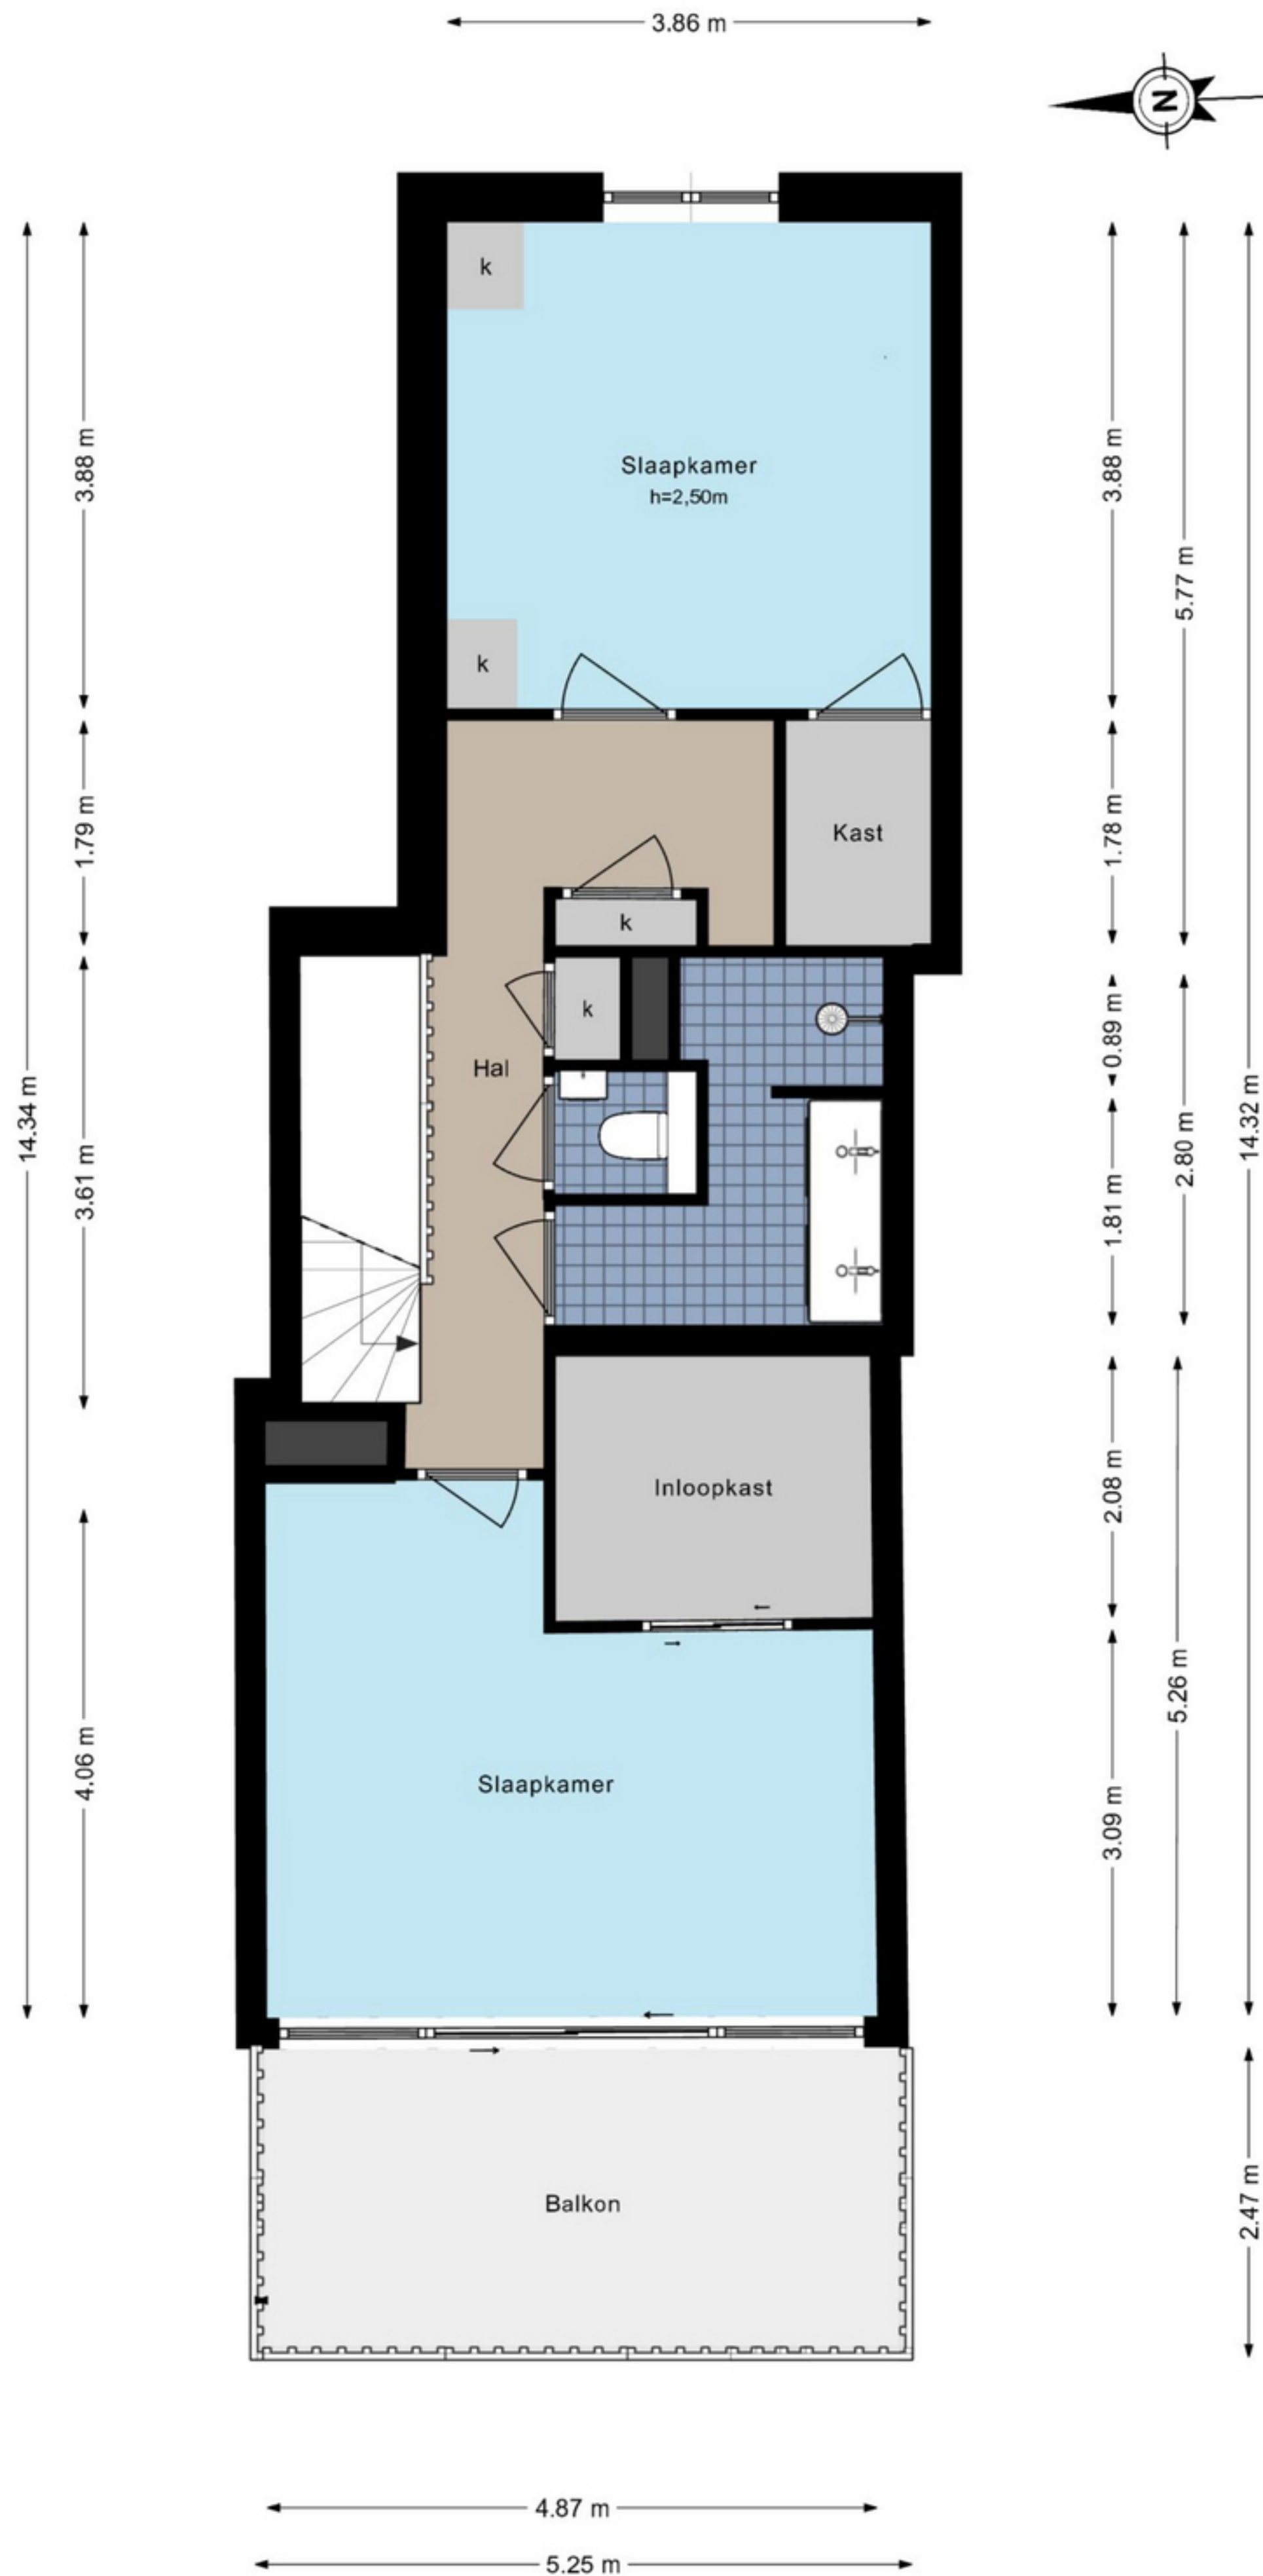 3.86 m
N
k
Slaapkamer
h=2,50m
k
3.88 m
3.88 m
5.77 m
1.79 m
1.78 m
Kast
k
k
Hal
0.89 m
14.34 m
3.61 m
1.81 m
2.80 m
14.32 m
Inloopkast
2.08 m
5.26 m
4.06 m
Slaapkamer
3.09 m
Balkon
2.47 m
4.87 m
5.25 m